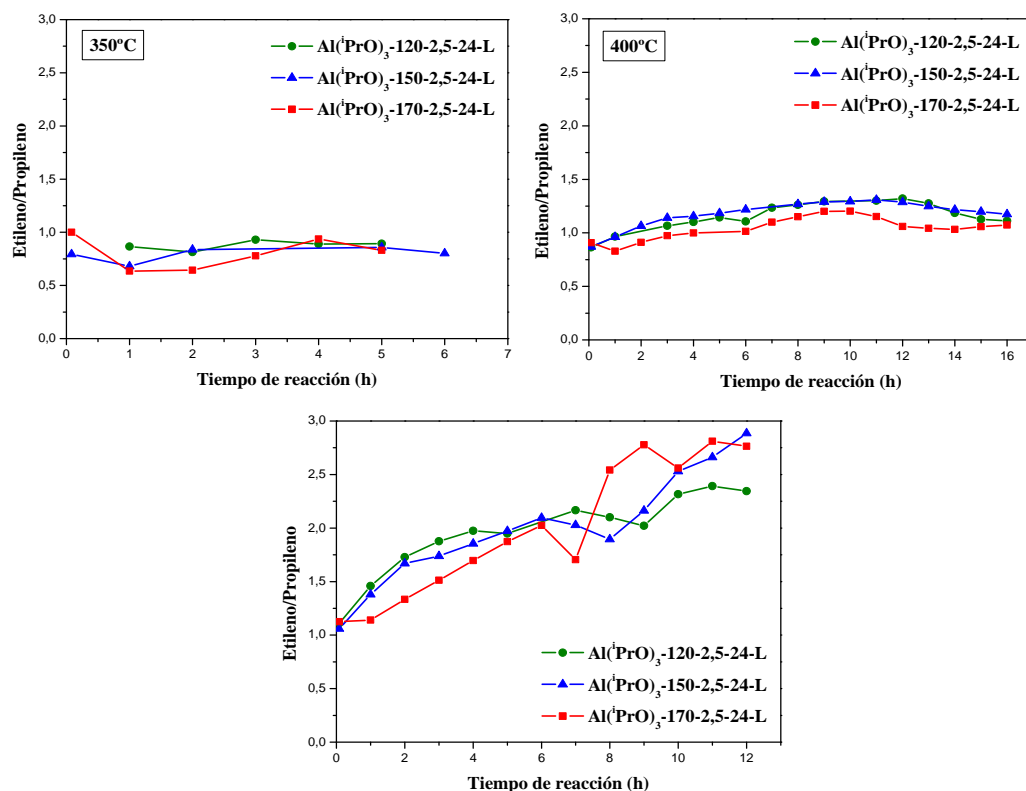 350ºC
Al(ⁱPrO)₃-120-2,5-24-L
Al(ⁱPrO)₃-150-2,5-24-L
Al(ⁱPrO)₃-170-2,5-24-L
Etileno/Propileno
3,0
2,5
2,0
1,5
1,0
0,5
0,0
0 1 2 3 4 5 6 7
Tiempo de reacción (h)
400ºC
Al(ⁱPrO)₃-120-2,5-24-L
Al(ⁱPrO)₃-150-2,5-24-L
Al(ⁱPrO)₃-170-2,5-24-L
Etileno/Propileno
3,0
2,5
2,0
1,5
1,0
0,5
0,0
0 2 4 6 8 10 12 14 16
Tiempo de reacción (h)
Etileno/Propileno
3,0
2,5
2,0
1,5
1,0
0,5
0,0
Al(ⁱPrO)₃-120-2,5-24-L
Al(ⁱPrO)₃-150-2,5-24-L
Al(ⁱPrO)₃-170-2,5-24-L
0 2 4 6 8 10 12
Tiempo de reacción (h)